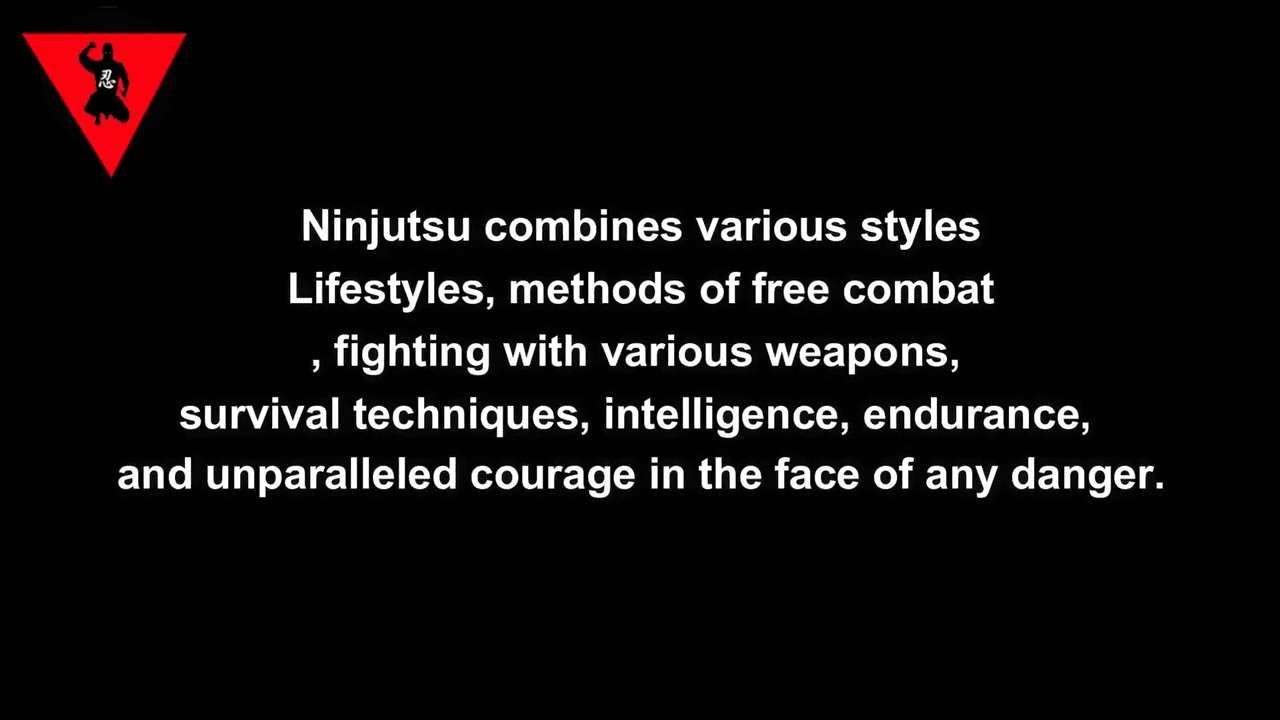 忍
Ninjutsu combines various styles
Lifestyles, methods of free combat
, fighting with various weapons,
survival techniques, intelligence, endurance,
and unparalleled courage in the face of any danger.